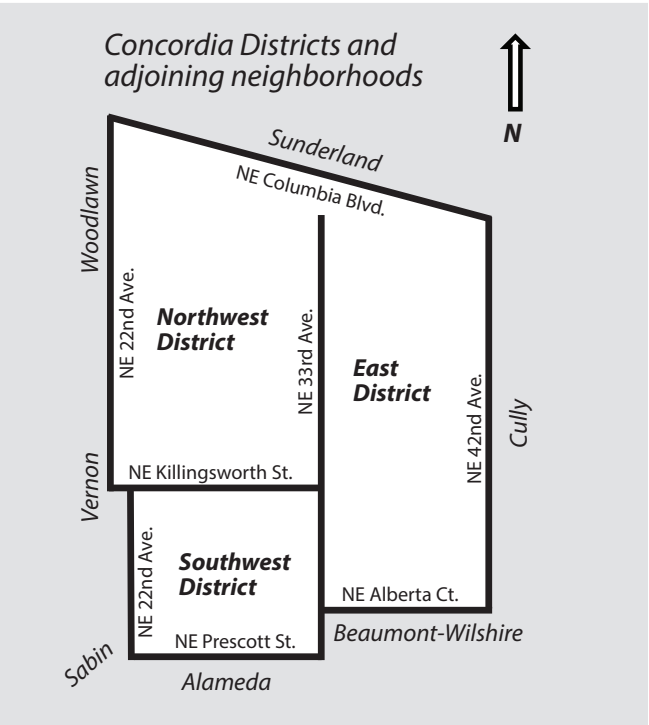 Concordia Districts and
adjoining neighborhoods
N
Sunderland
NE Columbia Blvd.
Woodlawn
NE 22nd Ave.
Northwest
District
NE 33rd Ave.
East
District
NE 42nd Ave.
Cully
Vernon
NE Killingsworth St.
NE 22nd Ave.
Southwest
District
NE Alberta Ct.
NE Prescott St.
Beaumont-Wilshire
Sabin
Alameda